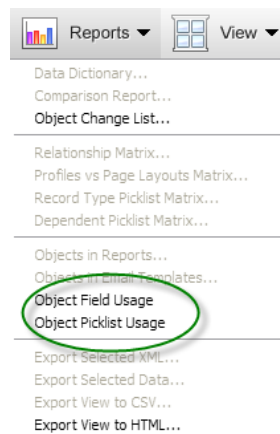 Reports View
Data Dictionary...
Comparison Report...
Object Change List...
Relationship Matrix...
Profiles vs Page Layouts Matrix...
Record Type Picklist Matrix...
Dependent Picklist Matrix...
Objects in Reports...
Objects in Email Templates...
Object Field Usage
Object Picklist Usage
Export Selected XML...
Export Selected Data...
Export View to CSV...
Export View to HTML...